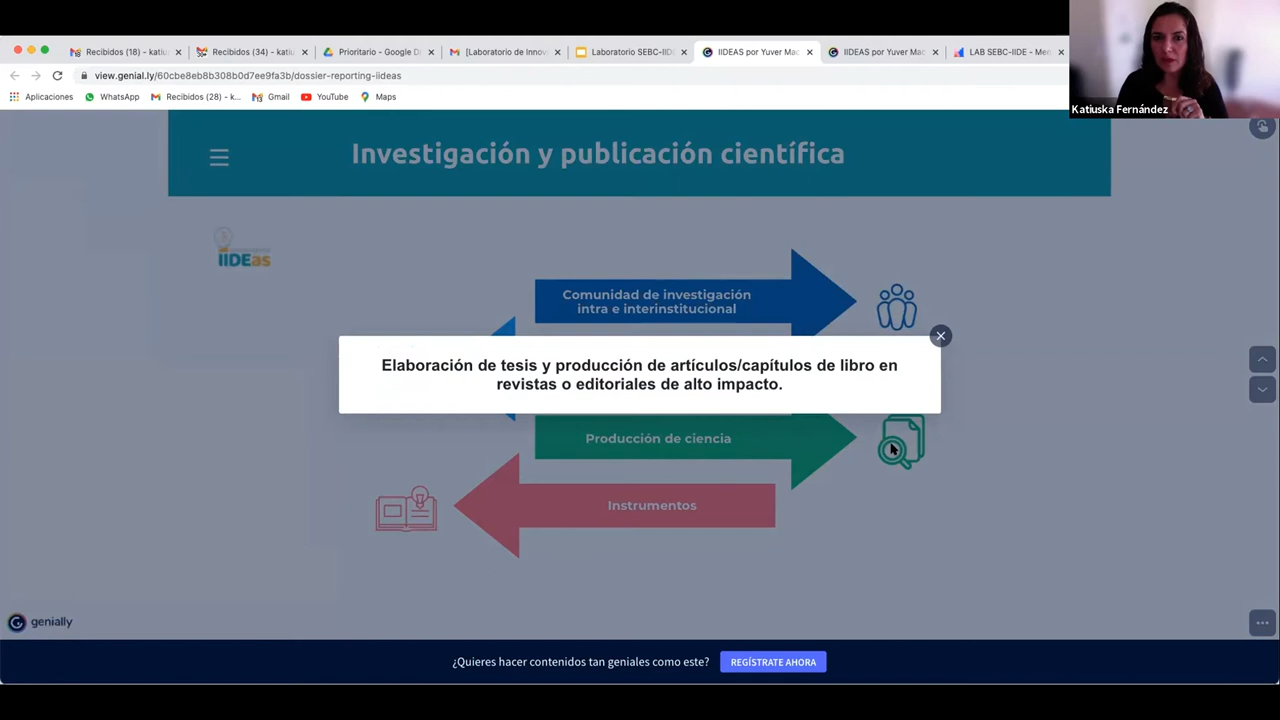 Recibidos (18) - katiu
Recibidos (34) - katiu
Prioritario - Google D
[Laboratorio de Innov
Laboratorio SEBC-IIDE
IIDEAS por Yuver Mac
IIDEAS por Yuver Mac
LAB SEBC-IIDE - Me
view.genial.ly/60cbe8eb8b308b0d7ee9fa3b/dossier-reporting-iideas
Aplicaciones
WhatsApp
Recibidos (28) - k...
Gmail
YouTube
Maps
Katiuska Fernández
Investigación y publicación científica
IIDEas
Comunidad de investigación
intra e interinstitucional
Elaboración de tesis y producción de artículos/capítulos de libro en
revistas o editoriales de alto impacto.
Producción de ciencia
Instrumentos
genially
¿Quieres hacer contenidos tan geniales como este?
REGÍSTRATE AHORA